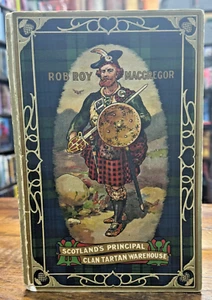 ROB ROY MACGREGOR
SCOTLAND'S PRINCIPAL
CLAN TARTAN WAREHOUSE